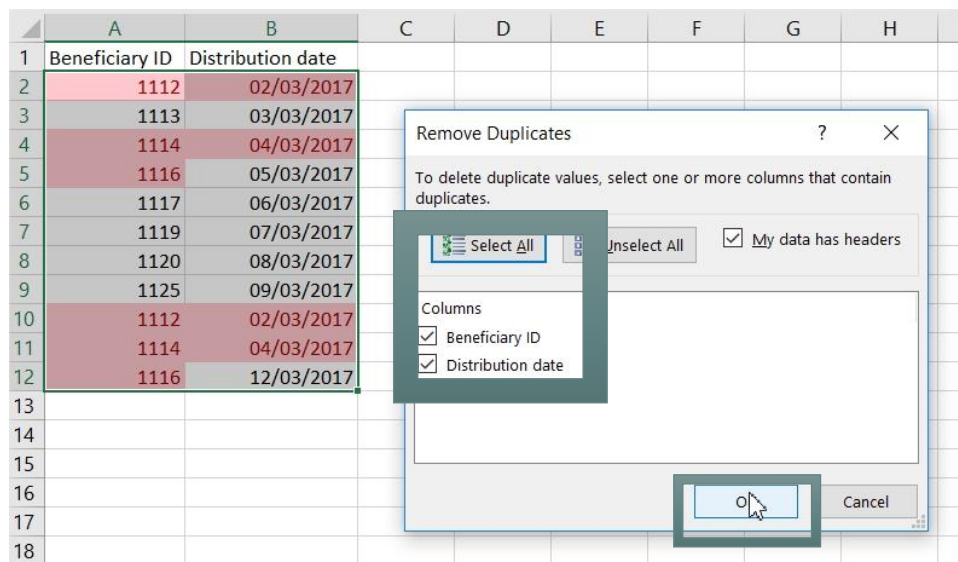 A B C D E F G H
1 Beneficiary ID Distribution date
2 1112 02/03/2017
3 1113 03/03/2017
4 1114 04/03/2017
5 1116 05/03/2017
6 1117 06/03/2017
7 1119 07/03/2017
8 1120 08/03/2017
9 1125 09/03/2017
10 1112 02/03/2017
11 1114 04/03/2017
12 1116 12/03/2017
13
14
15
16
17
18
Remove Duplicates ? X
To delete duplicate values, select one or more columns that contain
duplicates.
Select All Unselect All My data has headers
Columns
Beneficiary ID
Distribution date
Cancel